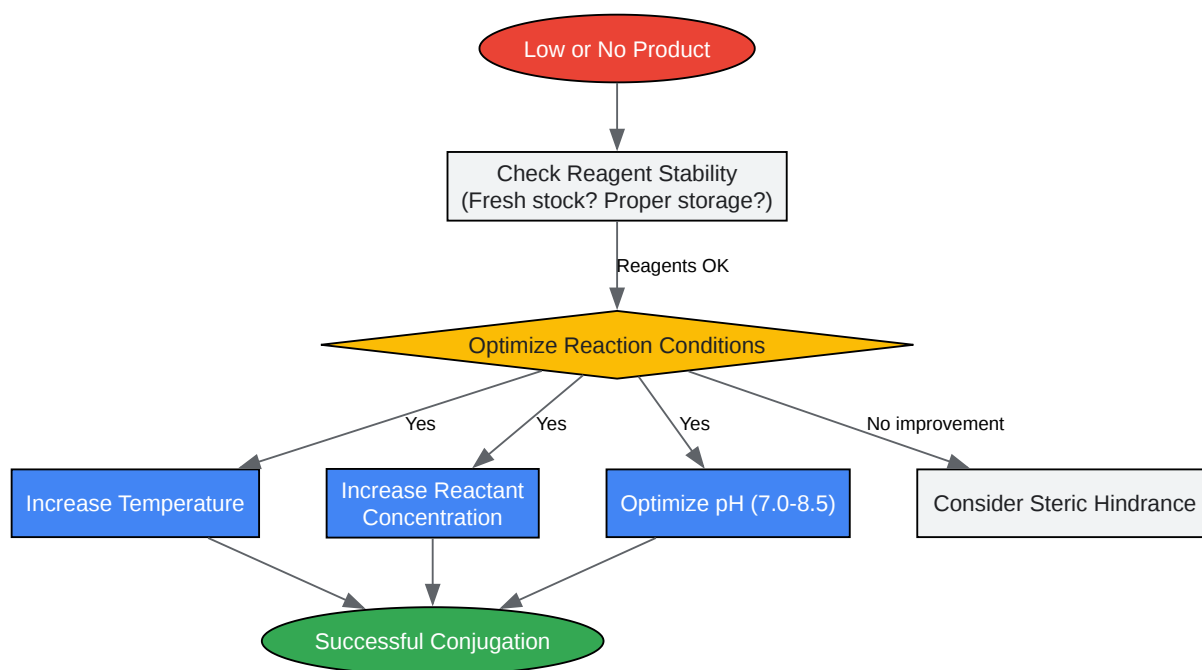 Low or No Product
Check Reagent Stability
(Fresh stock? Proper storage?)
Reagents OK
Optimize Reaction Conditions
Yes
Yes
Yes
No improvement
Increase Temperature
Increase Reactant
Concentration
Optimize pH (7.0-8.5)
Consider Steric Hindrance
Successful Conjugation